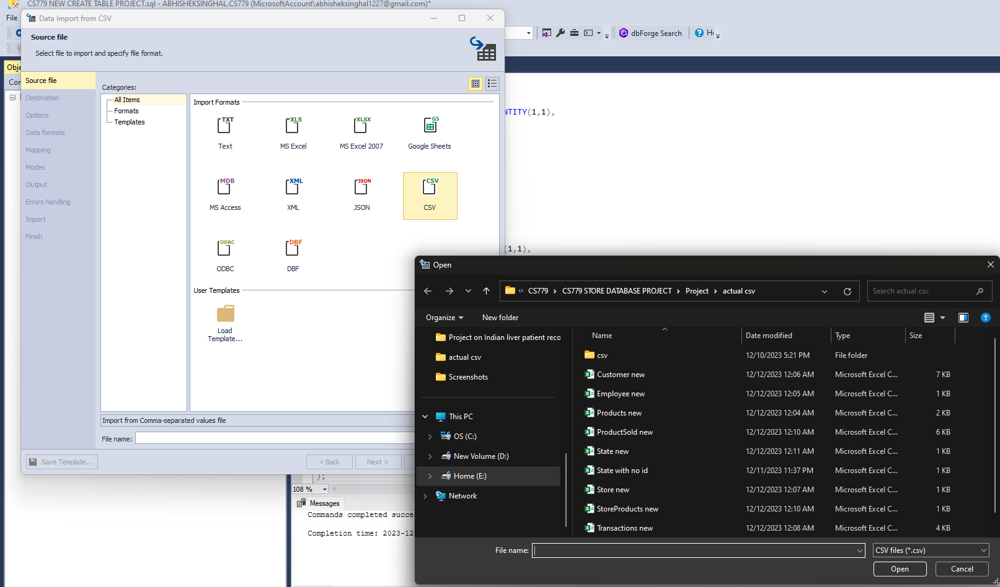 CS779 NEW CREATE TABLE PROJECT.sql - ABHISHEKSINGHAL.CS779 (MicrosoftAccount\abhisheksinghal1227@gmail.com)*
File
Data Import from CSV
dbForge Search
Source file
Select file to import and specify file format.
Obje
Source file
Destination
Options
Data formats
Mapping
Modes
Output
Errors handling
Import
Finish
Categories:
All Items
Formats
Templates
Import Formats
TXT
Text
XLS
MS Excel
XLSX
MS Excel 2007
GS
Google Sheets
MDB
MS Access
XML
XML
JSON
JSON
CSV
CSV
ODBC
ODBC
DBF
DBF
User Templates
Load
Template...
Import from Comma-separated values file
File name:
Save Template...
< Back
Next >
NTITY(1,1),
(1,1),
);
108 %
Messages
Commands completed succe
Completion time: 2023-12-
Open
« CS779 > CS779 STORE DATABASE PROJECT > Project > actual csv
Search actual csv
Organize
New folder
Project on Indian liver patient reco
actual csv
Screenshots
This PC
OS (C:)
New Volume (D:)
Home (E:)
Network
Name Date modified Type Size
csv 12/10/2023 5:21 PM File folder
Customer new 12/12/2023 12:06 AM Microsoft Excel C... 7 KB
Employee new 12/12/2023 12:05 AM Microsoft Excel C... 1 KB
Products new 12/12/2023 12:04 AM Microsoft Excel C... 2 KB
ProductSold new 12/12/2023 12:10 AM Microsoft Excel C... 6 KB
State new 12/12/2023 12:11 AM Microsoft Excel C... 1 KB
State with no id 12/11/2023 11:37 PM Microsoft Excel C... 1 KB
Store new 12/12/2023 12:07 AM Microsoft Excel C... 1 KB
StoreProducts new 12/12/2023 12:10 AM Microsoft Excel C... 1 KB
Transactions new 12/12/2023 12:08 AM Microsoft Excel C... 4 KB
File name:
CSV files (*.csv)
Open
Cancel